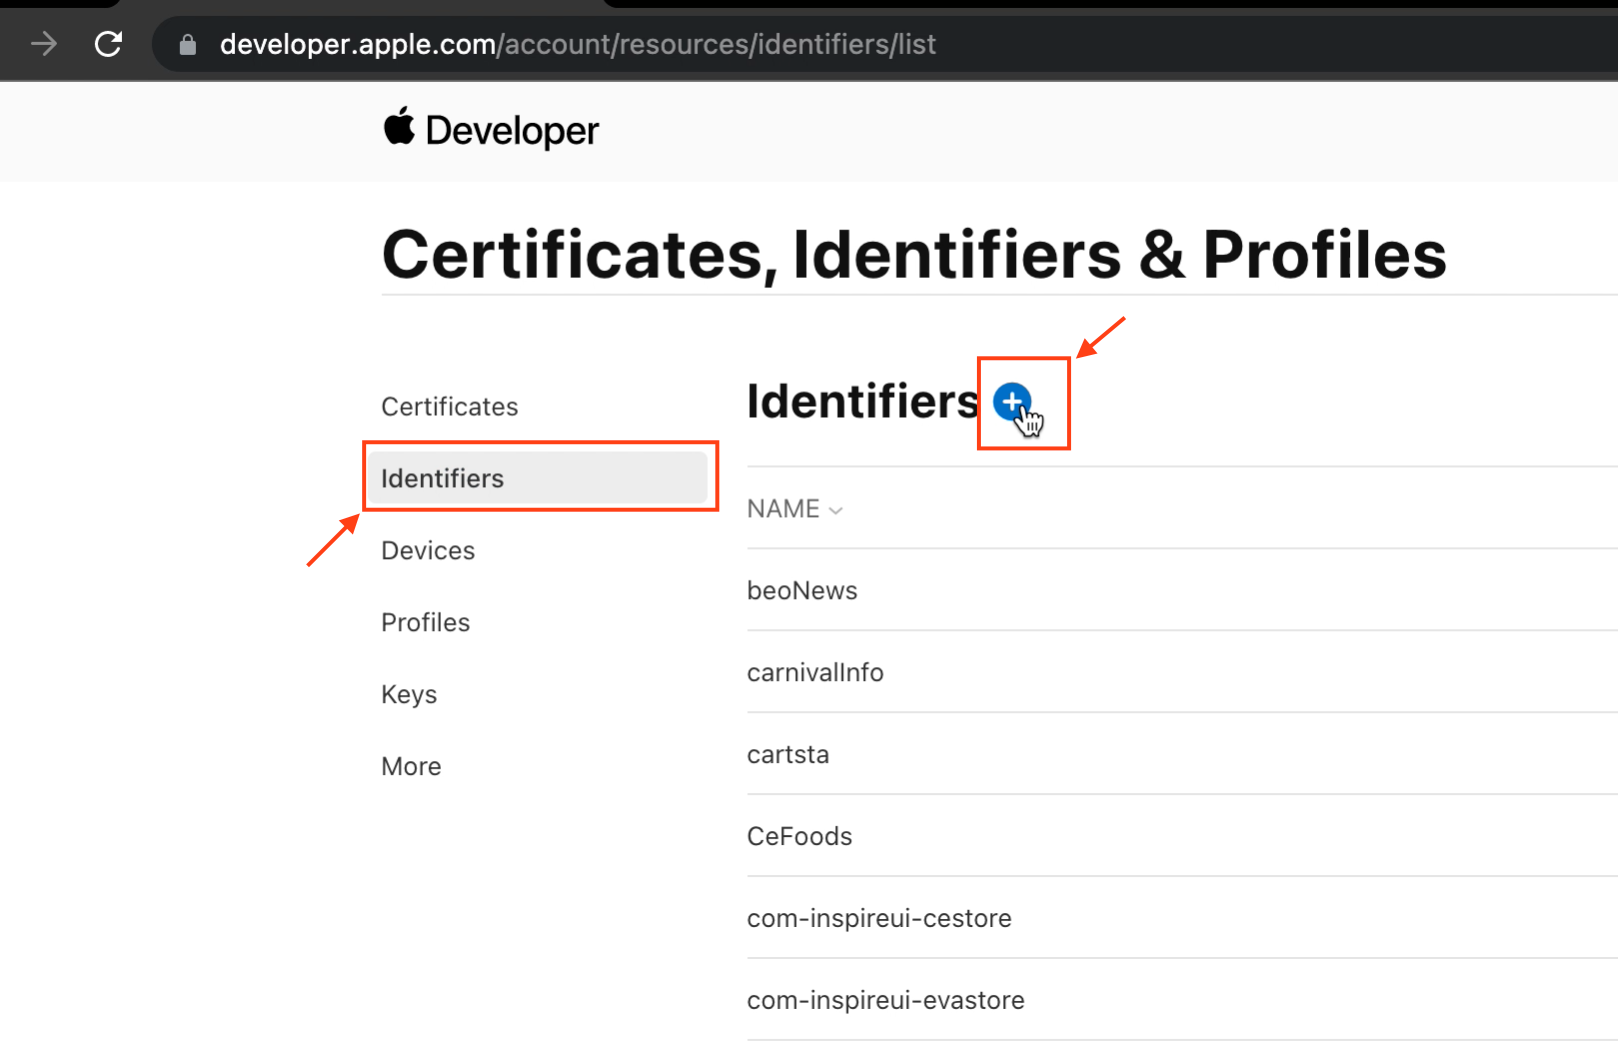 developer.apple.com/account/resources/identifiers/list
Developer
Certificates, Identifiers & Profiles
Certificates
Identifiers
Devices
Profiles
Keys
More
Identifiers
NAME
beoNews
carnivalInfo
cartsta
CeFoods
com-inspireui-cestore
com-inspireui-evastore